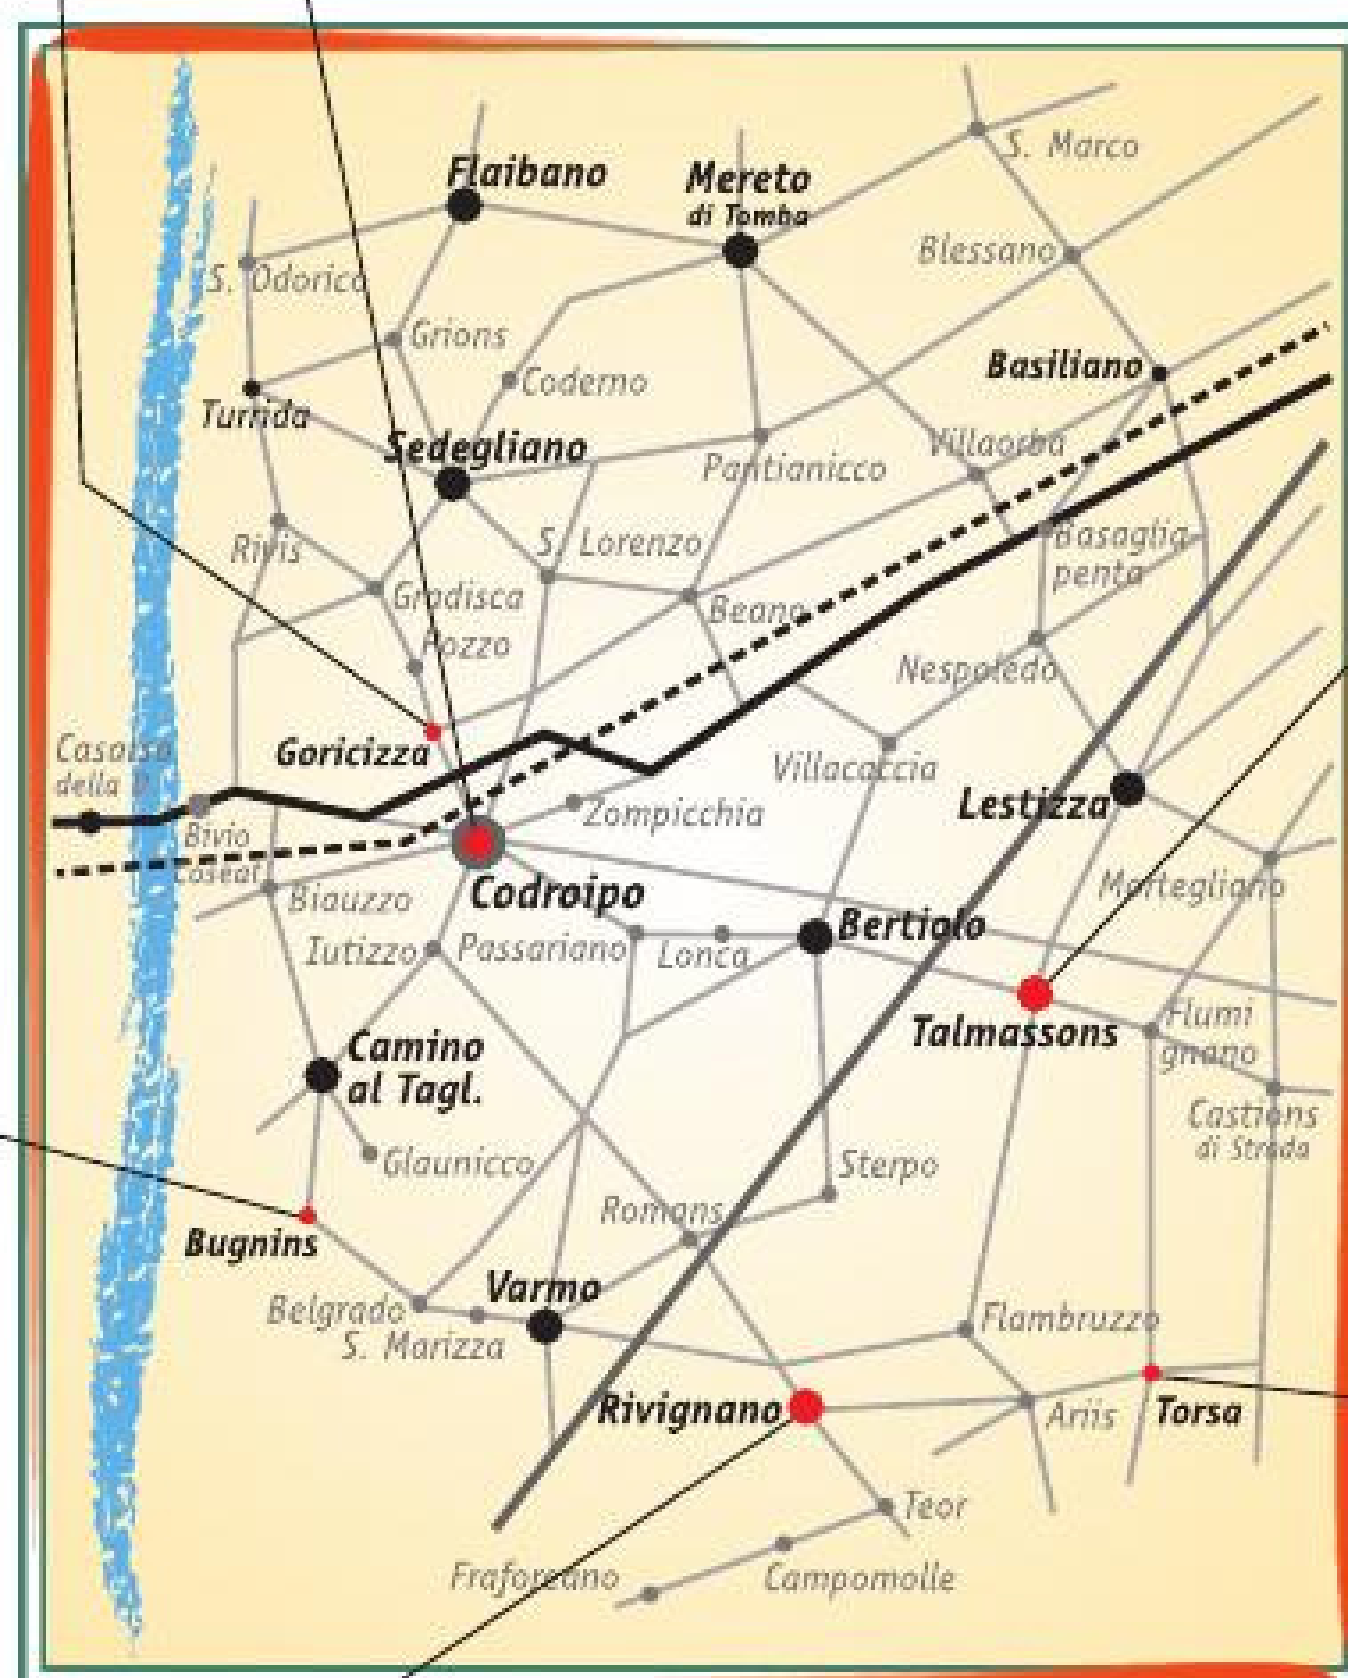 S. Marco
Flaibano
Mereto
di Tomba
Blessano
S. Odorico
Grions
Basiliano
Coderno
Turrida
Sedegliano
Villaorba
Pantianicco
Rivis
S. Lorenzo
Basaglia
penta
Gradisca
Beano
Pozzo
Nespoledo
Goricizza
Casarsa
della D.
Villacaccia
Lestizza
Zompicchia
Bivio
Coseat
Codroipo
Biauzzo
Mortegliano
Bertiolo
Iutizzo
Passariano
Lonca
Talmassons
Flumi
gnano
Camino
al Tagl.
Castions
di Strada
Glaunicco
Sterpo
Romans
Bugnins
Varmo
Belgrado
S. Marizza
Flambruzzo
Rivignano
Ariis
Torsa
Teor
Fraforeano
Campomolle